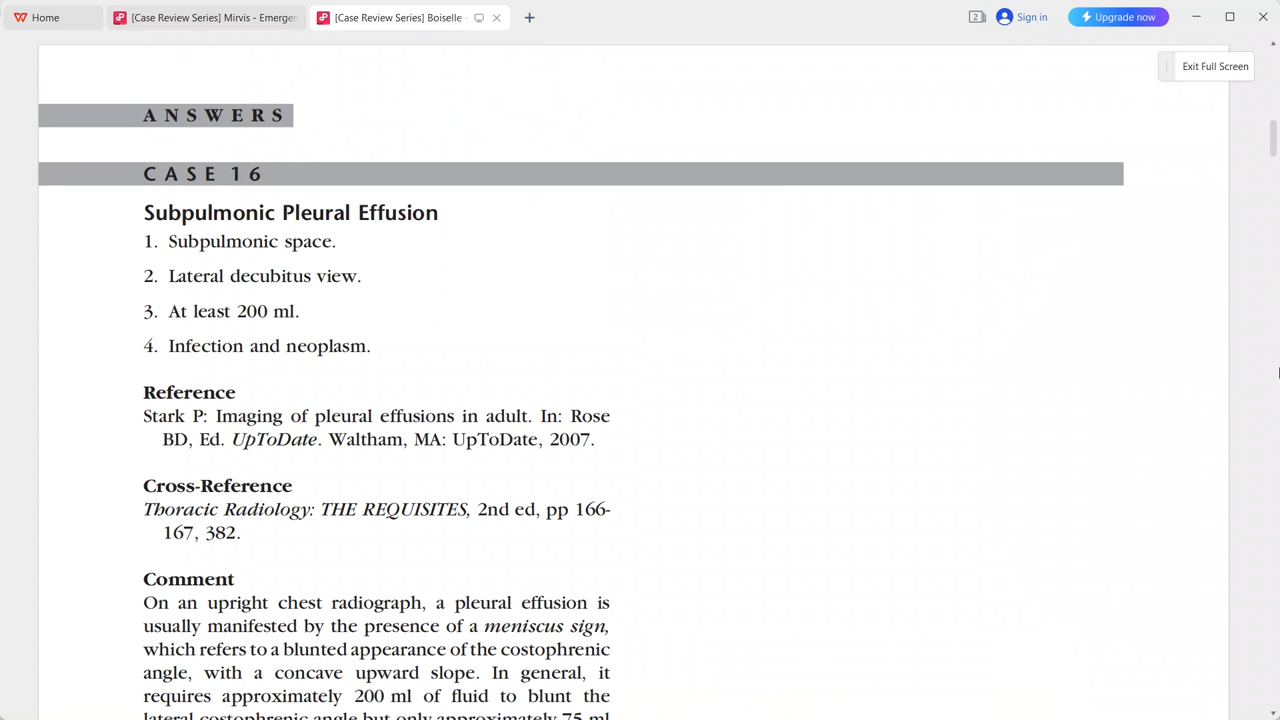 Home
[Case Review Series] Mirvis - Emergen
[Case Review Series] Boiselle -
2
Sign in
Upgrade now
Exit Full Screen
ANSWERS
CASE 16
Subpulmonic Pleural Effusion
1. Subpulmonic space.
2. Lateral decubitus view.
3. At least 200 ml.
4. Infection and neoplasm.
Reference
Stark P: Imaging of pleural effusions in adult. In: Rose
BD, Ed. UpToDate. Waltham, MA: UpToDate, 2007.
Cross-Reference
Thoracic Radiology: THE REQUISITES, 2nd ed, pp 166-
167, 382.
Comment
On an upright chest radiograph, a pleural effusion is
usually manifested by the presence of a meniscus sign,
which refers to a blunted appearance of the costophrenic
angle, with a concave upward slope. In general, it
requires approximately 200 ml of fluid to blunt the
lateral costophrenic angle but only approximately 75 ml